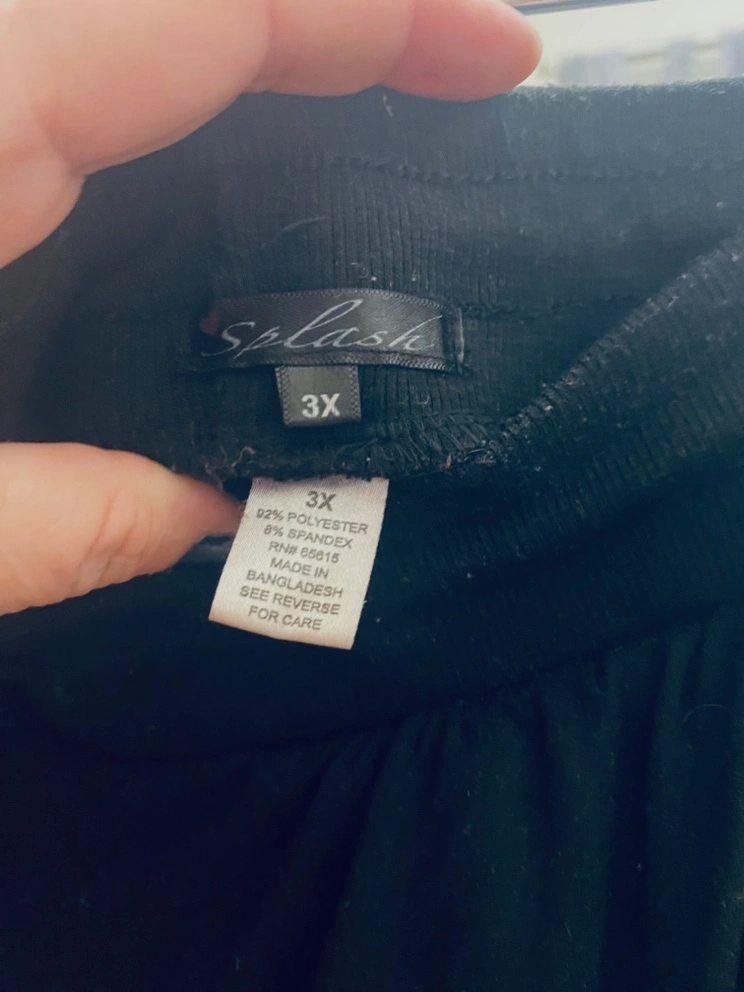 Splash
3X
3X
92% POLYESTER
8% SPANDEX
RN# 65615
MADE IN
BANGLADESH
SEE REVERSE
FOR CARE